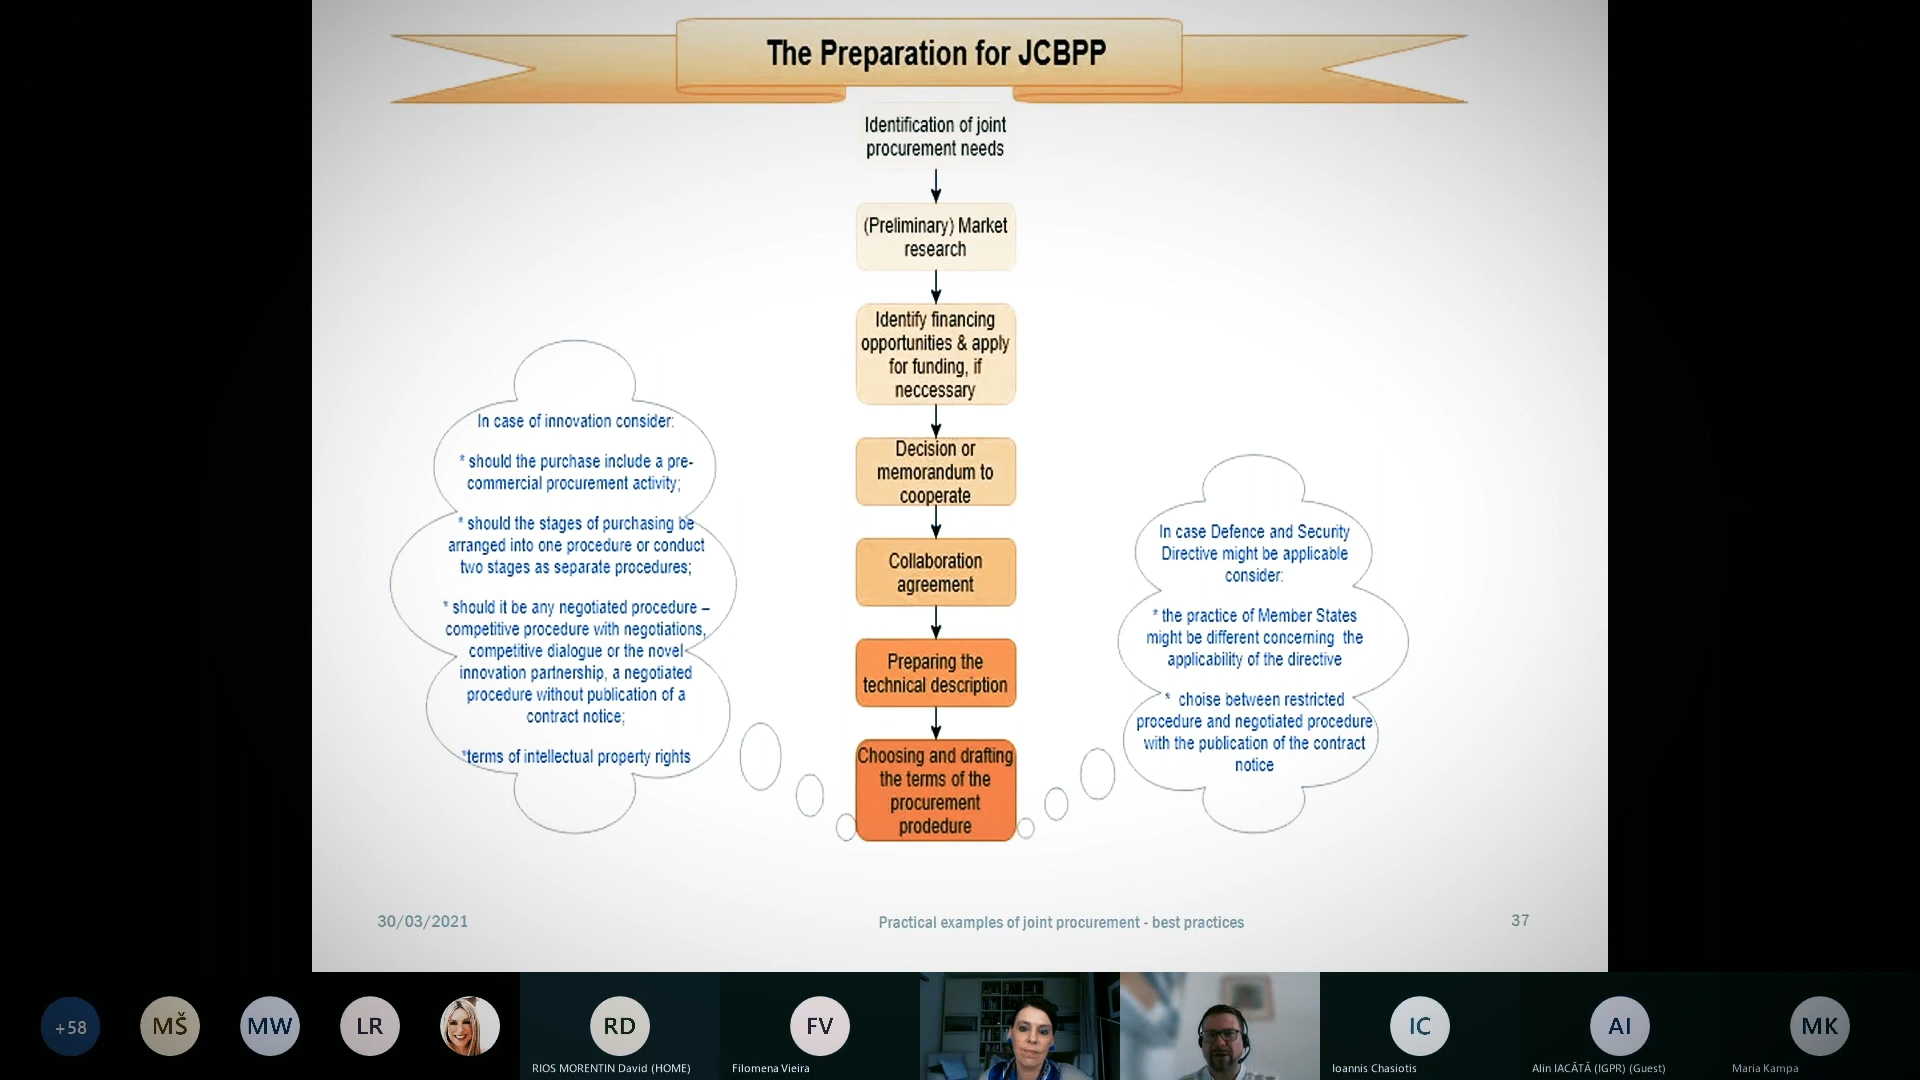 The Preparation for JCBPP
Identification of joint
procurement needs
(Preliminary) Market
research
Identify financing
opportunities & apply
for funding, if
neccessary
Decision or
memorandum to
cooperate
Collaboration
agreement
Preparing the
technical description
Choosing and drafting
the terms of the
procurement
prodedure
In case of innovation consider:
* should the purchase include a pre-
commercial procurement activity;
* should the stages of purchasing be
arranged into one procedure or conduct
two stages as separate procedures;
* should it be any negotiated procedure –
competitive procedure with negotiations,
competitive dialogue or the novel
innovation partnership, a negotiated
procedure without publication of a
contract notice;
*terms of intellectual property rights
In case Defence and Security
Directive might be applicable
consider:
* the practice of Member States
might be different concerning the
applicability of the directive
* choise between restricted
procedure and negotiated procedure
with the publication of the contract
notice
30/03/2021
Practical examples of joint procurement - best practices
37
+58
MŠ
MW
LR
RD
RIOS MORENTIN David (HOME)
FV
Filomena Vieira
IC
Ioannis Chasiotis
AI
Alin IACĂTĂ (IGPR) (Guest)
MK
Maria Kampa